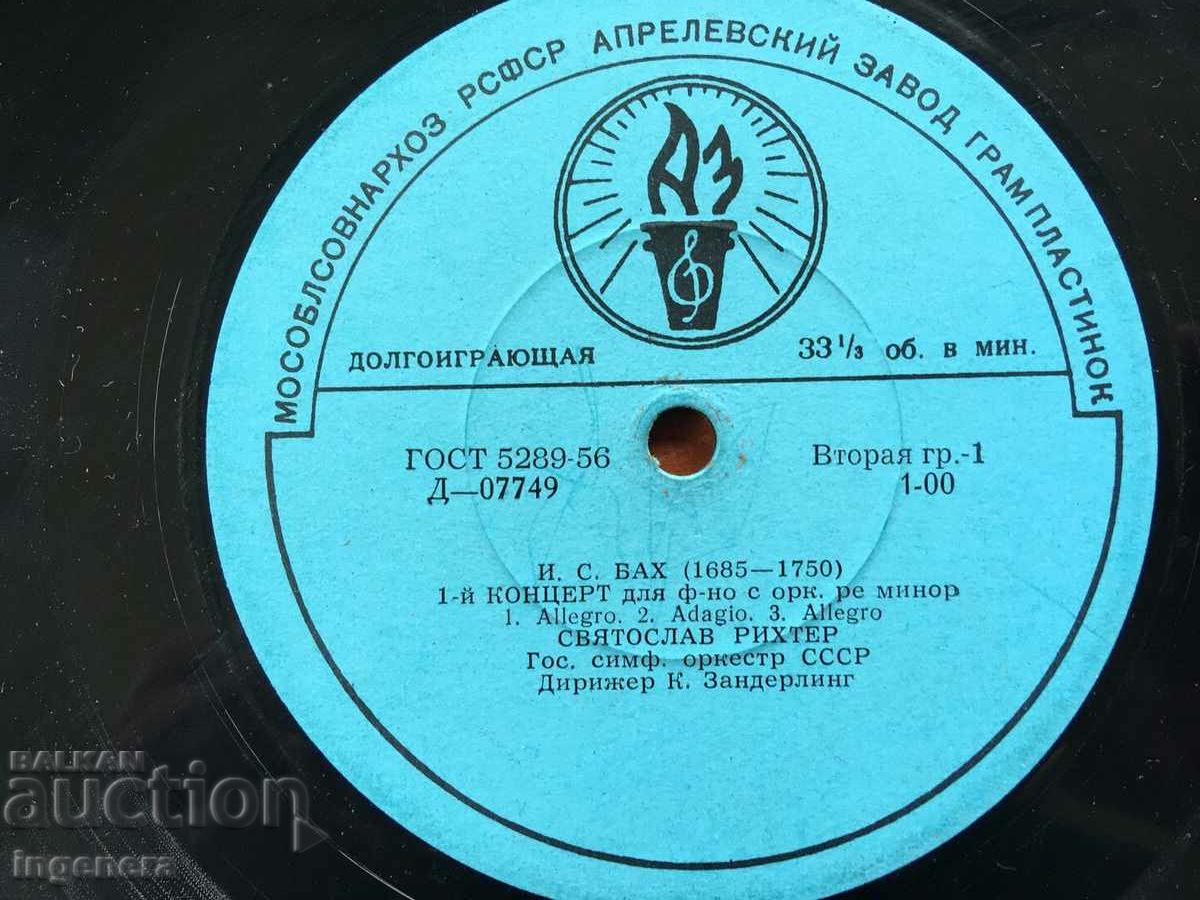 МОСОБЛСОВНАРХОЗ РСФСР АПРЕЛЕВСКИЙ ЗАВОД ГРАМПЛАСТИНОК
АЗ
ДОЛГОИГРАЮЩАЯ 33 1/3 об. в мин.
ГОСТ 5289-56 Вторая гр.-1
Д—07749 1-00
И. С. БАХ (1685—1750)
1-й КОНЦЕРТ для ф-но с орк. ре минор
1. Allegro. 2. Adagio. 3. Allegro
СВЯТОСЛАВ РИХТЕР
Гос. симф. оркестр СССР
Дирижер К. Зандерлинг
BALKAN
auction
ingenera